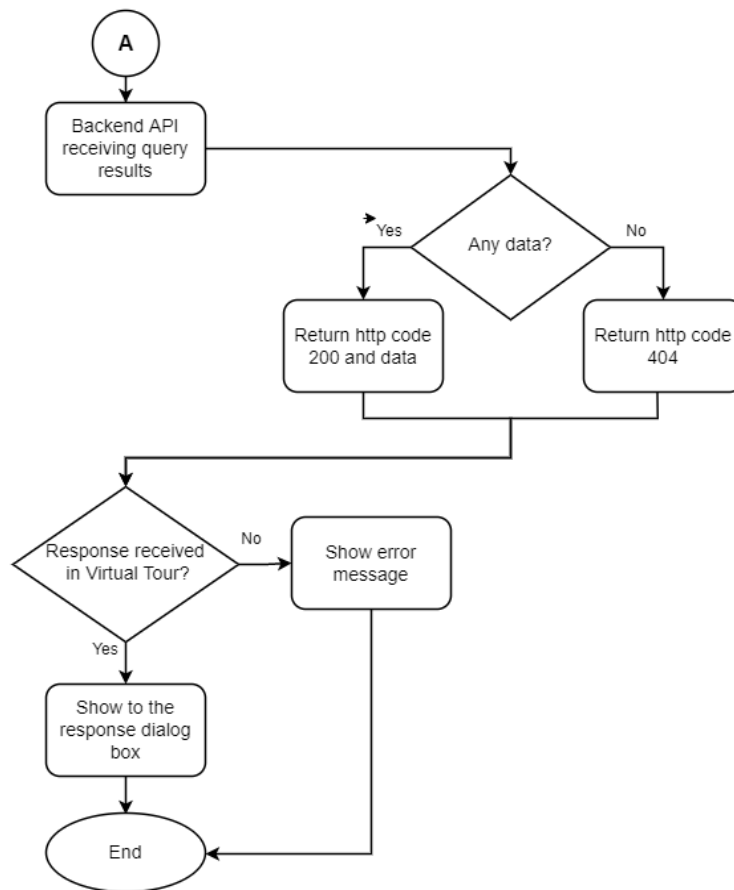 A
Backend API
receiving query
results
Any data?
Yes
No
Return http code
200 and data
Return http code
404
Response received
in Virtual Tour?
No
Show error
message
Yes
Show to the
response dialog
box
End